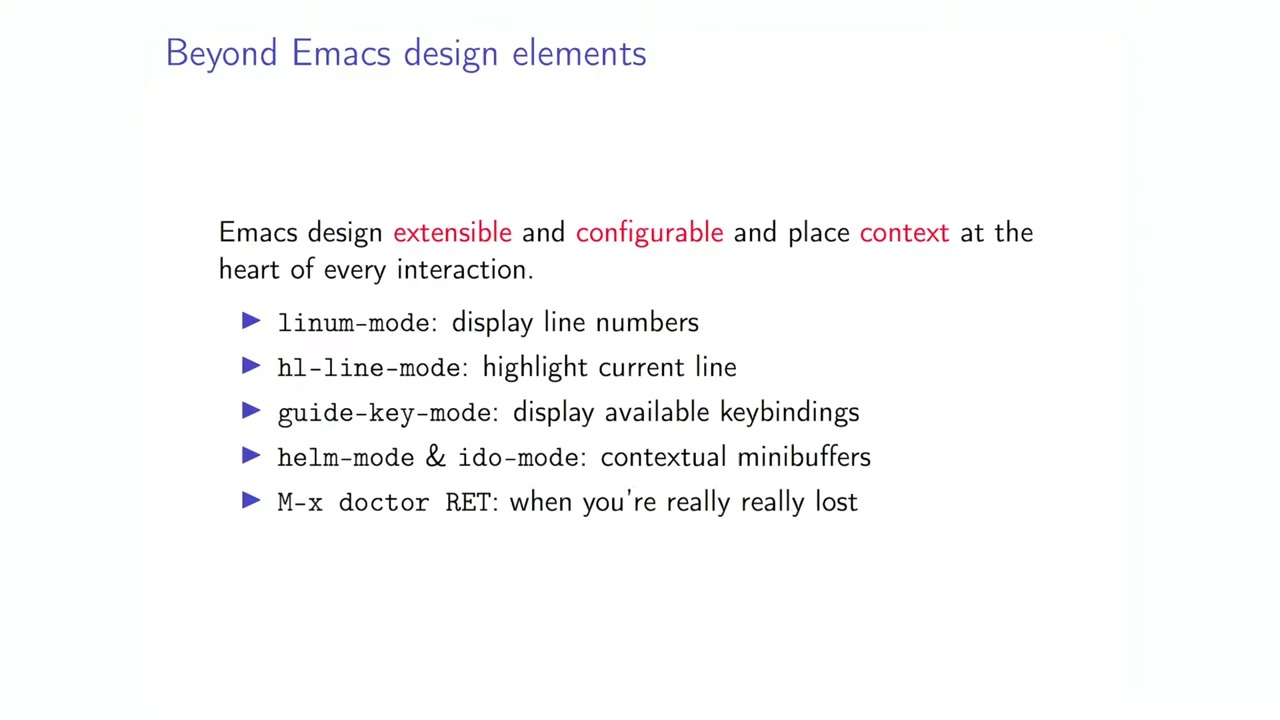 Beyond Emacs design elements
Emacs design extensible and configurable and place context at the
heart of every interaction.
▶ linum-mode: display line numbers
▶ hl-line-mode: highlight current line
▶ guide-key-mode: display available keybindings
▶ helm-mode & ido-mode: contextual minibuffers
▶ M-x doctor RET: when you're really really lost